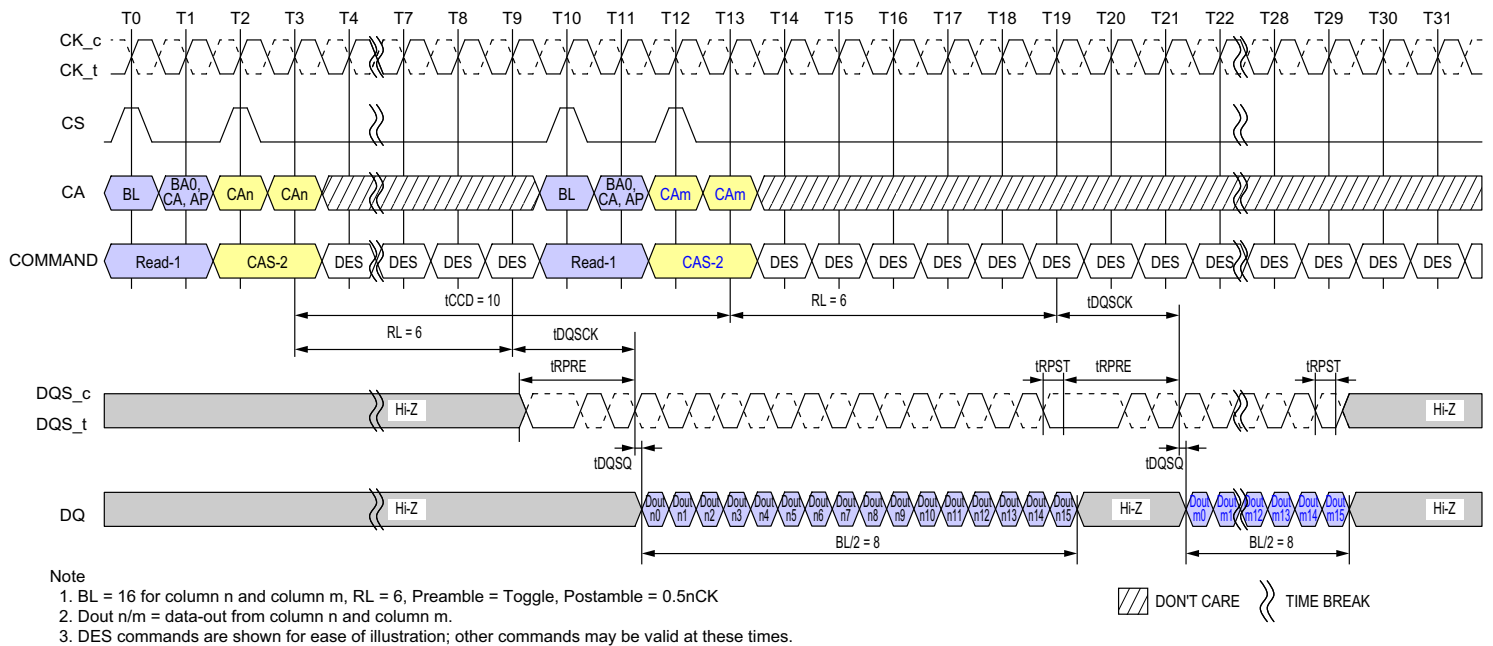 T0 T1 T2 T3 T4 T7 T8 T9 T10 T11 T12 T13 T14 T15 T16 T17 T18 T19 T20 T21 T22 T28 T29 T30 T31
CK_c
CK_t
CS
CA BL BA0, CA, AP CAn CAn BL BA0, CA, AP CAm CAm
COMMAND Read-1 CAS-2 DES DES DES DES Read-1 CAS-2 DES DES DES DES DES DES DES DES DES DES DES DES DES
tCCD = 10 RL = 6 tDQSCK
RL = 6 tDQSCK
tRPRE tRPST tRPRE tRPST
DQS_c
DQS_t
Hi-Z Hi-Z
tDQSQ tDQSQ
DQ Hi-Z Dout n0 Dout n1 Dout n2 Dout n3 Dout n4 Dout n5 Dout n6 Dout n7 Dout n8 Dout n9 Dout n10 Dout n11 Dout n12 Dout n13 Dout n14 Dout n15 Hi-Z Dout m0 Dout m1 Dout m12 Dout m13 Dout m14 Dout m15 Hi-Z
BL/2 = 8 BL/2 = 8
Note
1. BL = 16 for column n and column m, RL = 6, Preamble = Toggle, Postamble = 0.5nCK
2. Dout n/m = data-out from column n and column m.
3. DES commands are shown for ease of illustration; other commands may be valid at these times.
DON'T CARE TIME BREAK